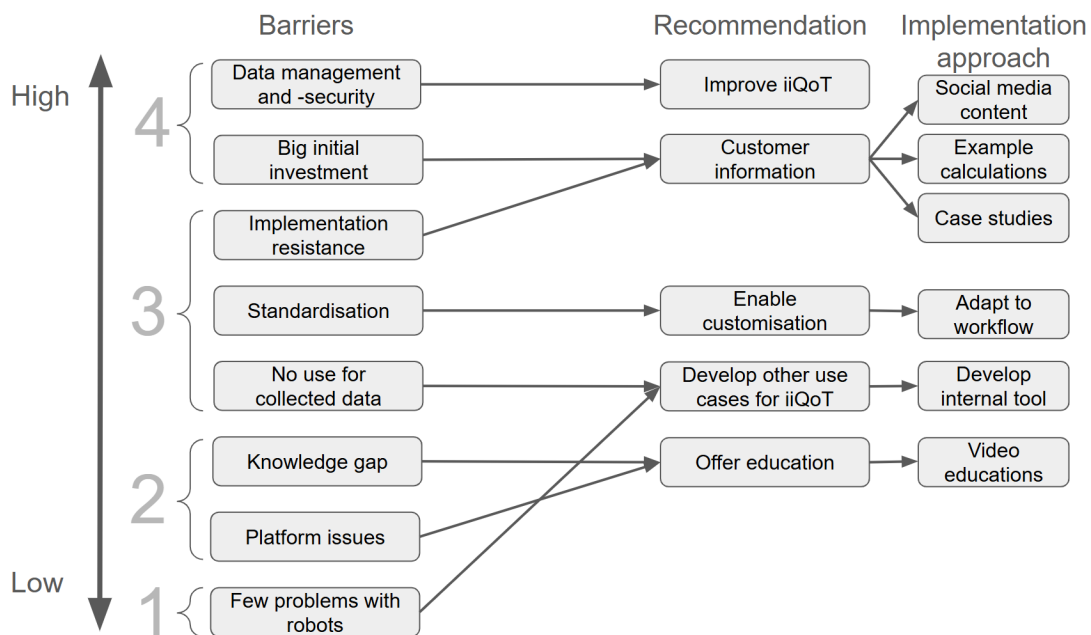 Barriers
Recommendation
Implementation
approach
High
4
Data management
and -security
Improve iiQoT
Social media
content
Big initial
investment
Customer
information
Example
calculations
Case studies
3
Implementation
resistance
Standardisation
Enable
customisation
Adapt to
workflow
No use for
collected data
Develop other use
cases for iiQoT
Develop
internal tool
2
Knowledge gap
Offer education
Video
educations
Platform issues
Low
1
Few problems with
robots